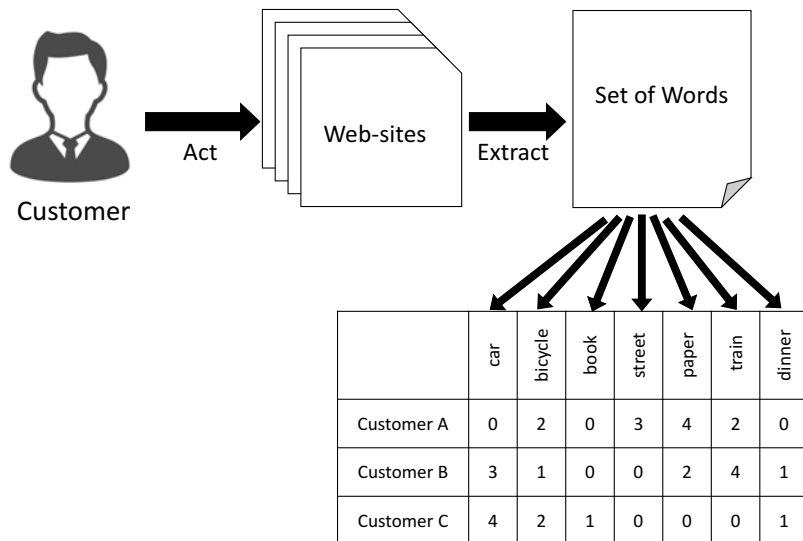 Customer
Act
Web-sites
Extract
Set of Words
car bicycle book street paper train dinner
Customer A 0 2 0 3 4 2 0
Customer B 3 1 0 0 2 4 1
Customer C 4 2 1 0 0 0 1